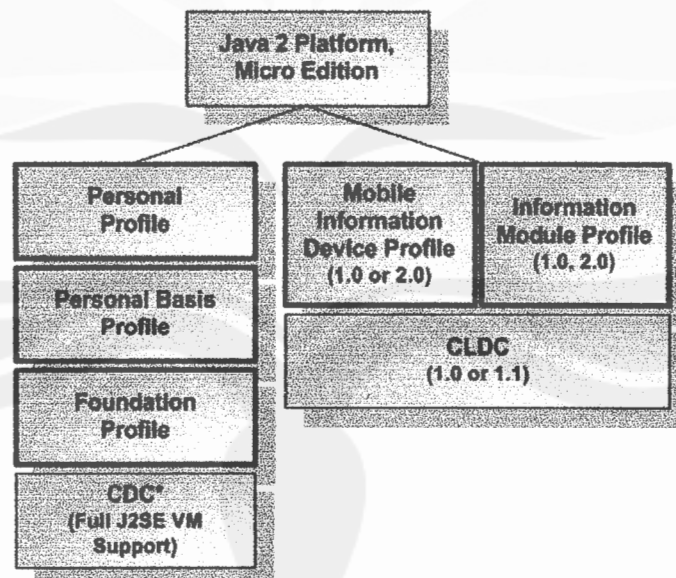 Java 2 Platform,
Micro Edition
Personal
Profile
Personal Basis
Profile
Foundation
Profile
CDC*
(Full J2SE VM
Support)
Mobile
Information
Device Profile
(1.0 or 2.0)
Information
Module Profile
(1.0, 2.0)
CLDC
(1.0 or 1.1)